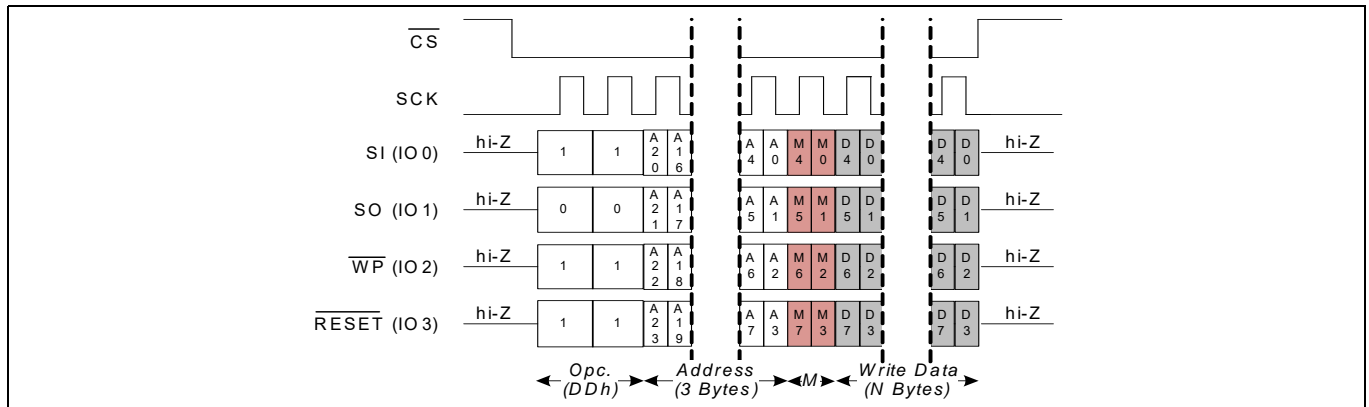 CS
SCK
SI (IO 0) hi-Z 1 1 A20 A16 A4 A0 M4 M0 D4 D0 D4 D0 hi-Z
SO (IO 1) hi-Z 0 0 A21 A17 A5 A1 M5 M1 D5 D1 D5 D1 hi-Z
WP (IO 2) hi-Z 1 1 A22 A18 A6 A2 M6 M2 D6 D2 D6 D2 hi-Z
RESET (IO 3) hi-Z 1 1 A23 A19 A7 A3 M7 M3 D7 D3 D7 D3 hi-Z
Opc. Address M Write Data
(DDh) (3 Bytes) (N Bytes)